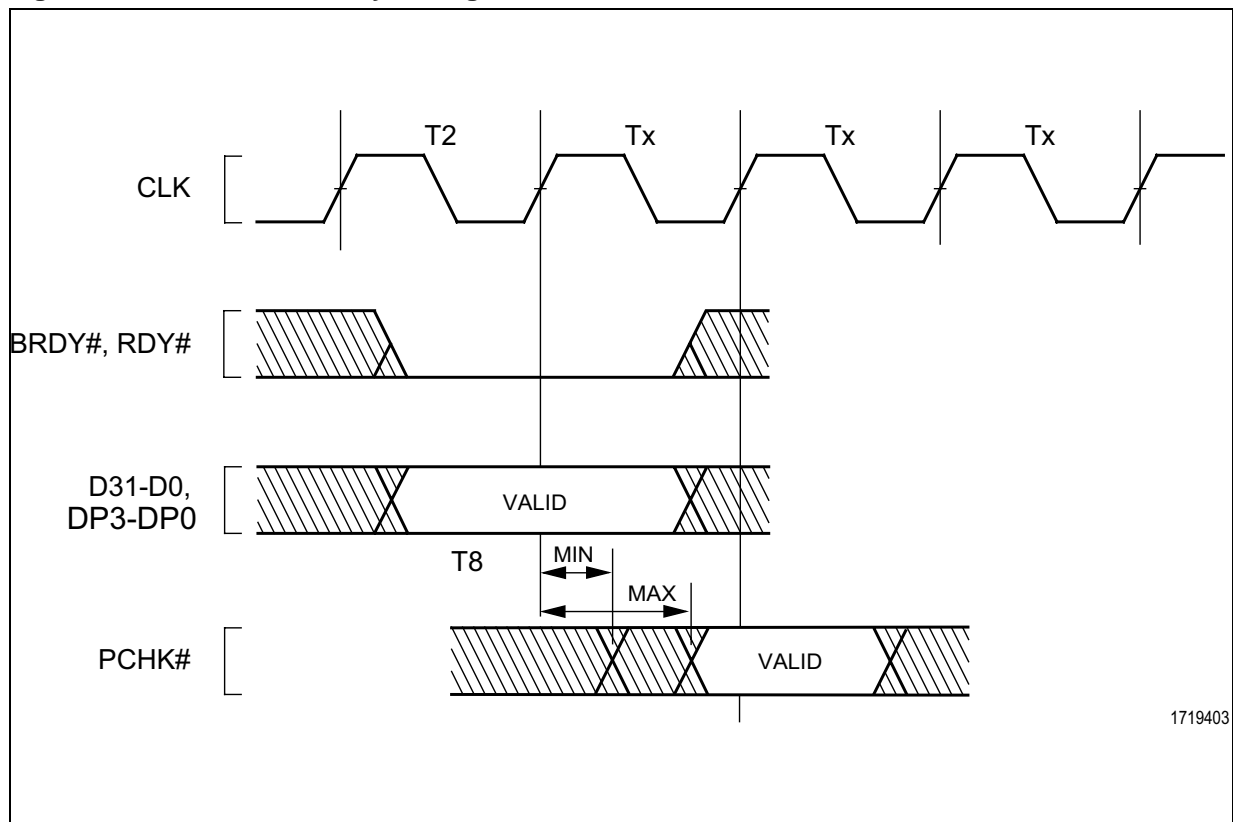 T2
Tx
Tx
Tx
CLK
BRDY#, RDY#
D31-D0,
DP3-DP0
VALID
T8
MIN
MAX
PCHK#
VALID
1719403